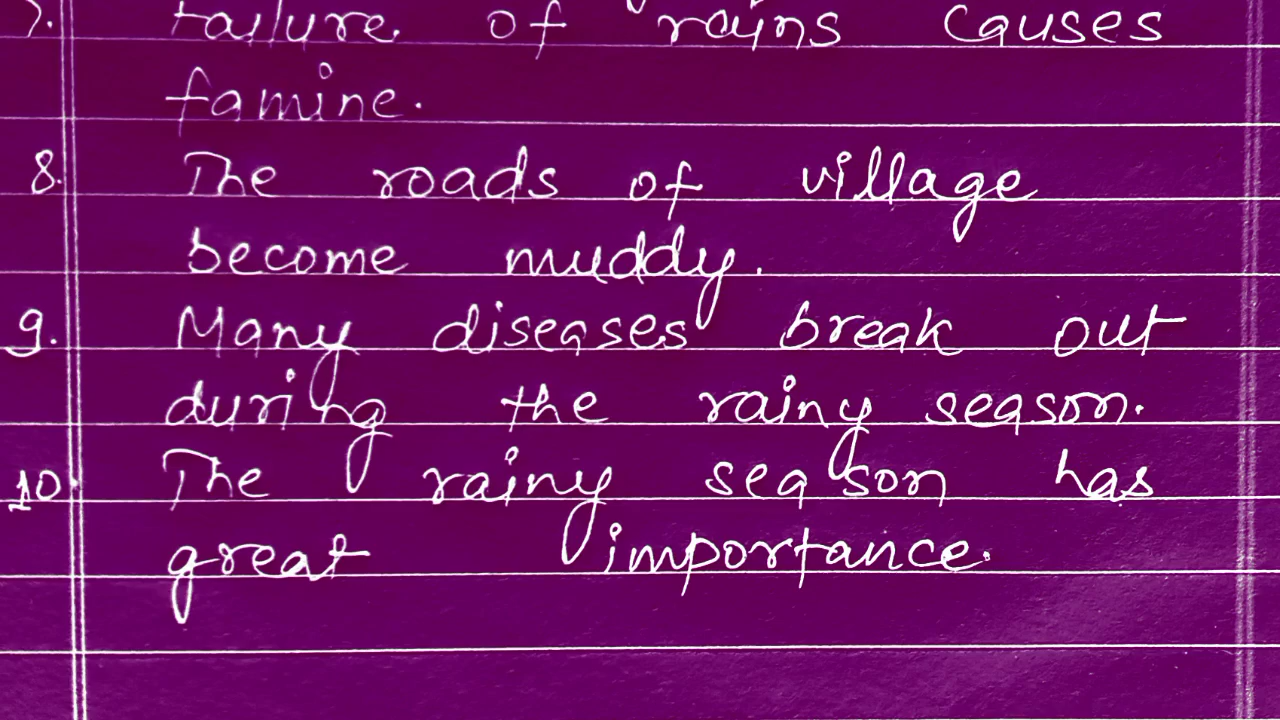 7. Failure of rains causes
famine.
8. The roads of village
become muddy.
9. Many diseases break out
during the rainy season.
10. The rainy season has
great importance.